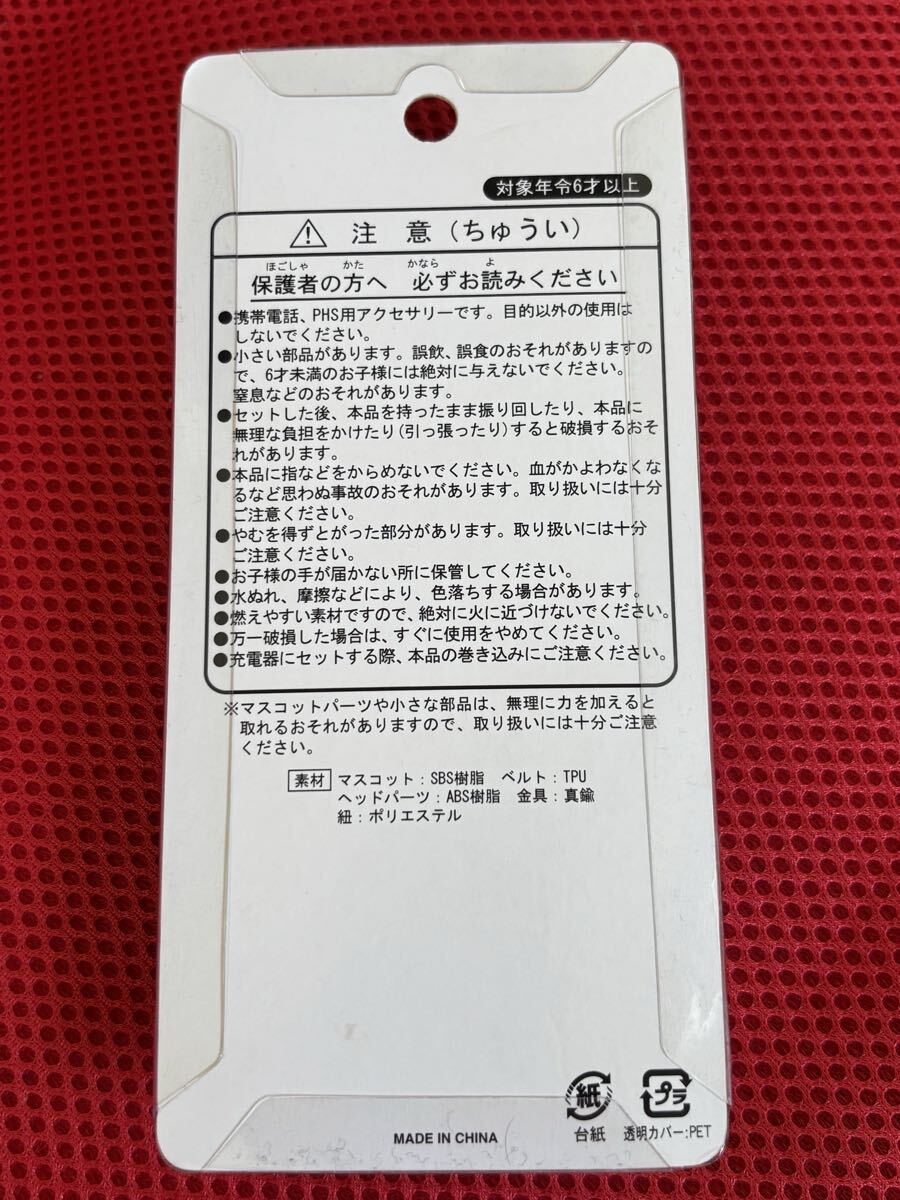 対象年令6才以上
注 意 (ちゅうい)
ほごしゃ かた かなら よ
保護者の方へ 必ずお読みください
●携帯電話、PHS用アクセサリーです。目的以外の使用は
しないでください。
●小さい部品があります。誤飲、誤食のおそれがありますの
で、6才未満のお子様には絶対に与えないでください。
窒息などのおそれがあります。
●セットした後、本品を持ったまま振り回したり、本品に
無理な負担をかけたり(引っ張ったり)すると破損するおそ
れがあります。
●本品に指などをからめないでください。血がかよわなくな
るなど思わぬ事故のおそれがあります。取り扱いには十分
ご注意ください。
●やむを得ずとがった部分があります。取り扱いには十分
ご注意ください。
●お子様の手が届かない所に保管してください。
●水ぬれ、摩擦などにより、色落ちする場合があります。
●燃えやすい素材ですので、絶対に火に近づけないでください。
●万一破損した場合は、すぐに使用をやめてください。
●充電器にセットする際、本品の巻き込みにご注意ください。
※マスコットパーツや小さな部品は、無理に力を加えると
取れるおそれがありますので、取り扱いには十分ご注意
ください。
素材 マスコット:SBS樹脂 ベルト:TPU
ヘッドパーツ:ABS樹脂 金具:真鍮
紐:ポリエステル
紙 プラ
台紙 透明カバー:PET
MADE IN CHINA